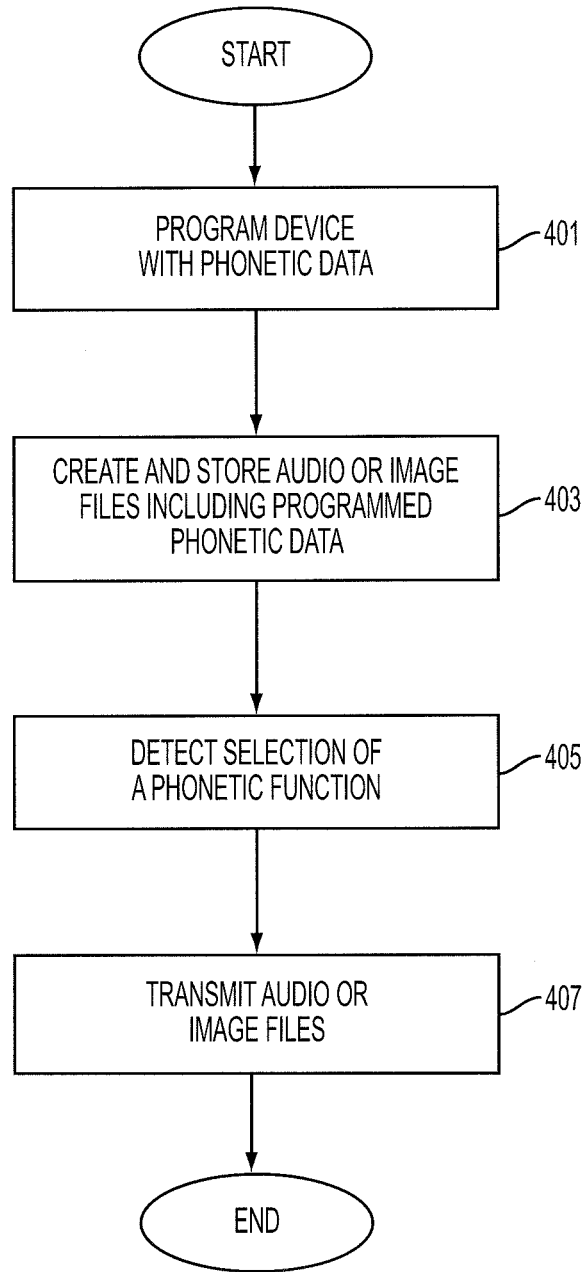 START
PROGRAM DEVICE
WITH PHONETIC DATA
401
CREATE AND STORE AUDIO OR IMAGE
FILES INCLUDING PROGRAMMED
PHONETIC DATA
403
DETECT SELECTION OF
A PHONETIC FUNCTION
405
TRANSMIT AUDIO OR
IMAGE FILES
407
END